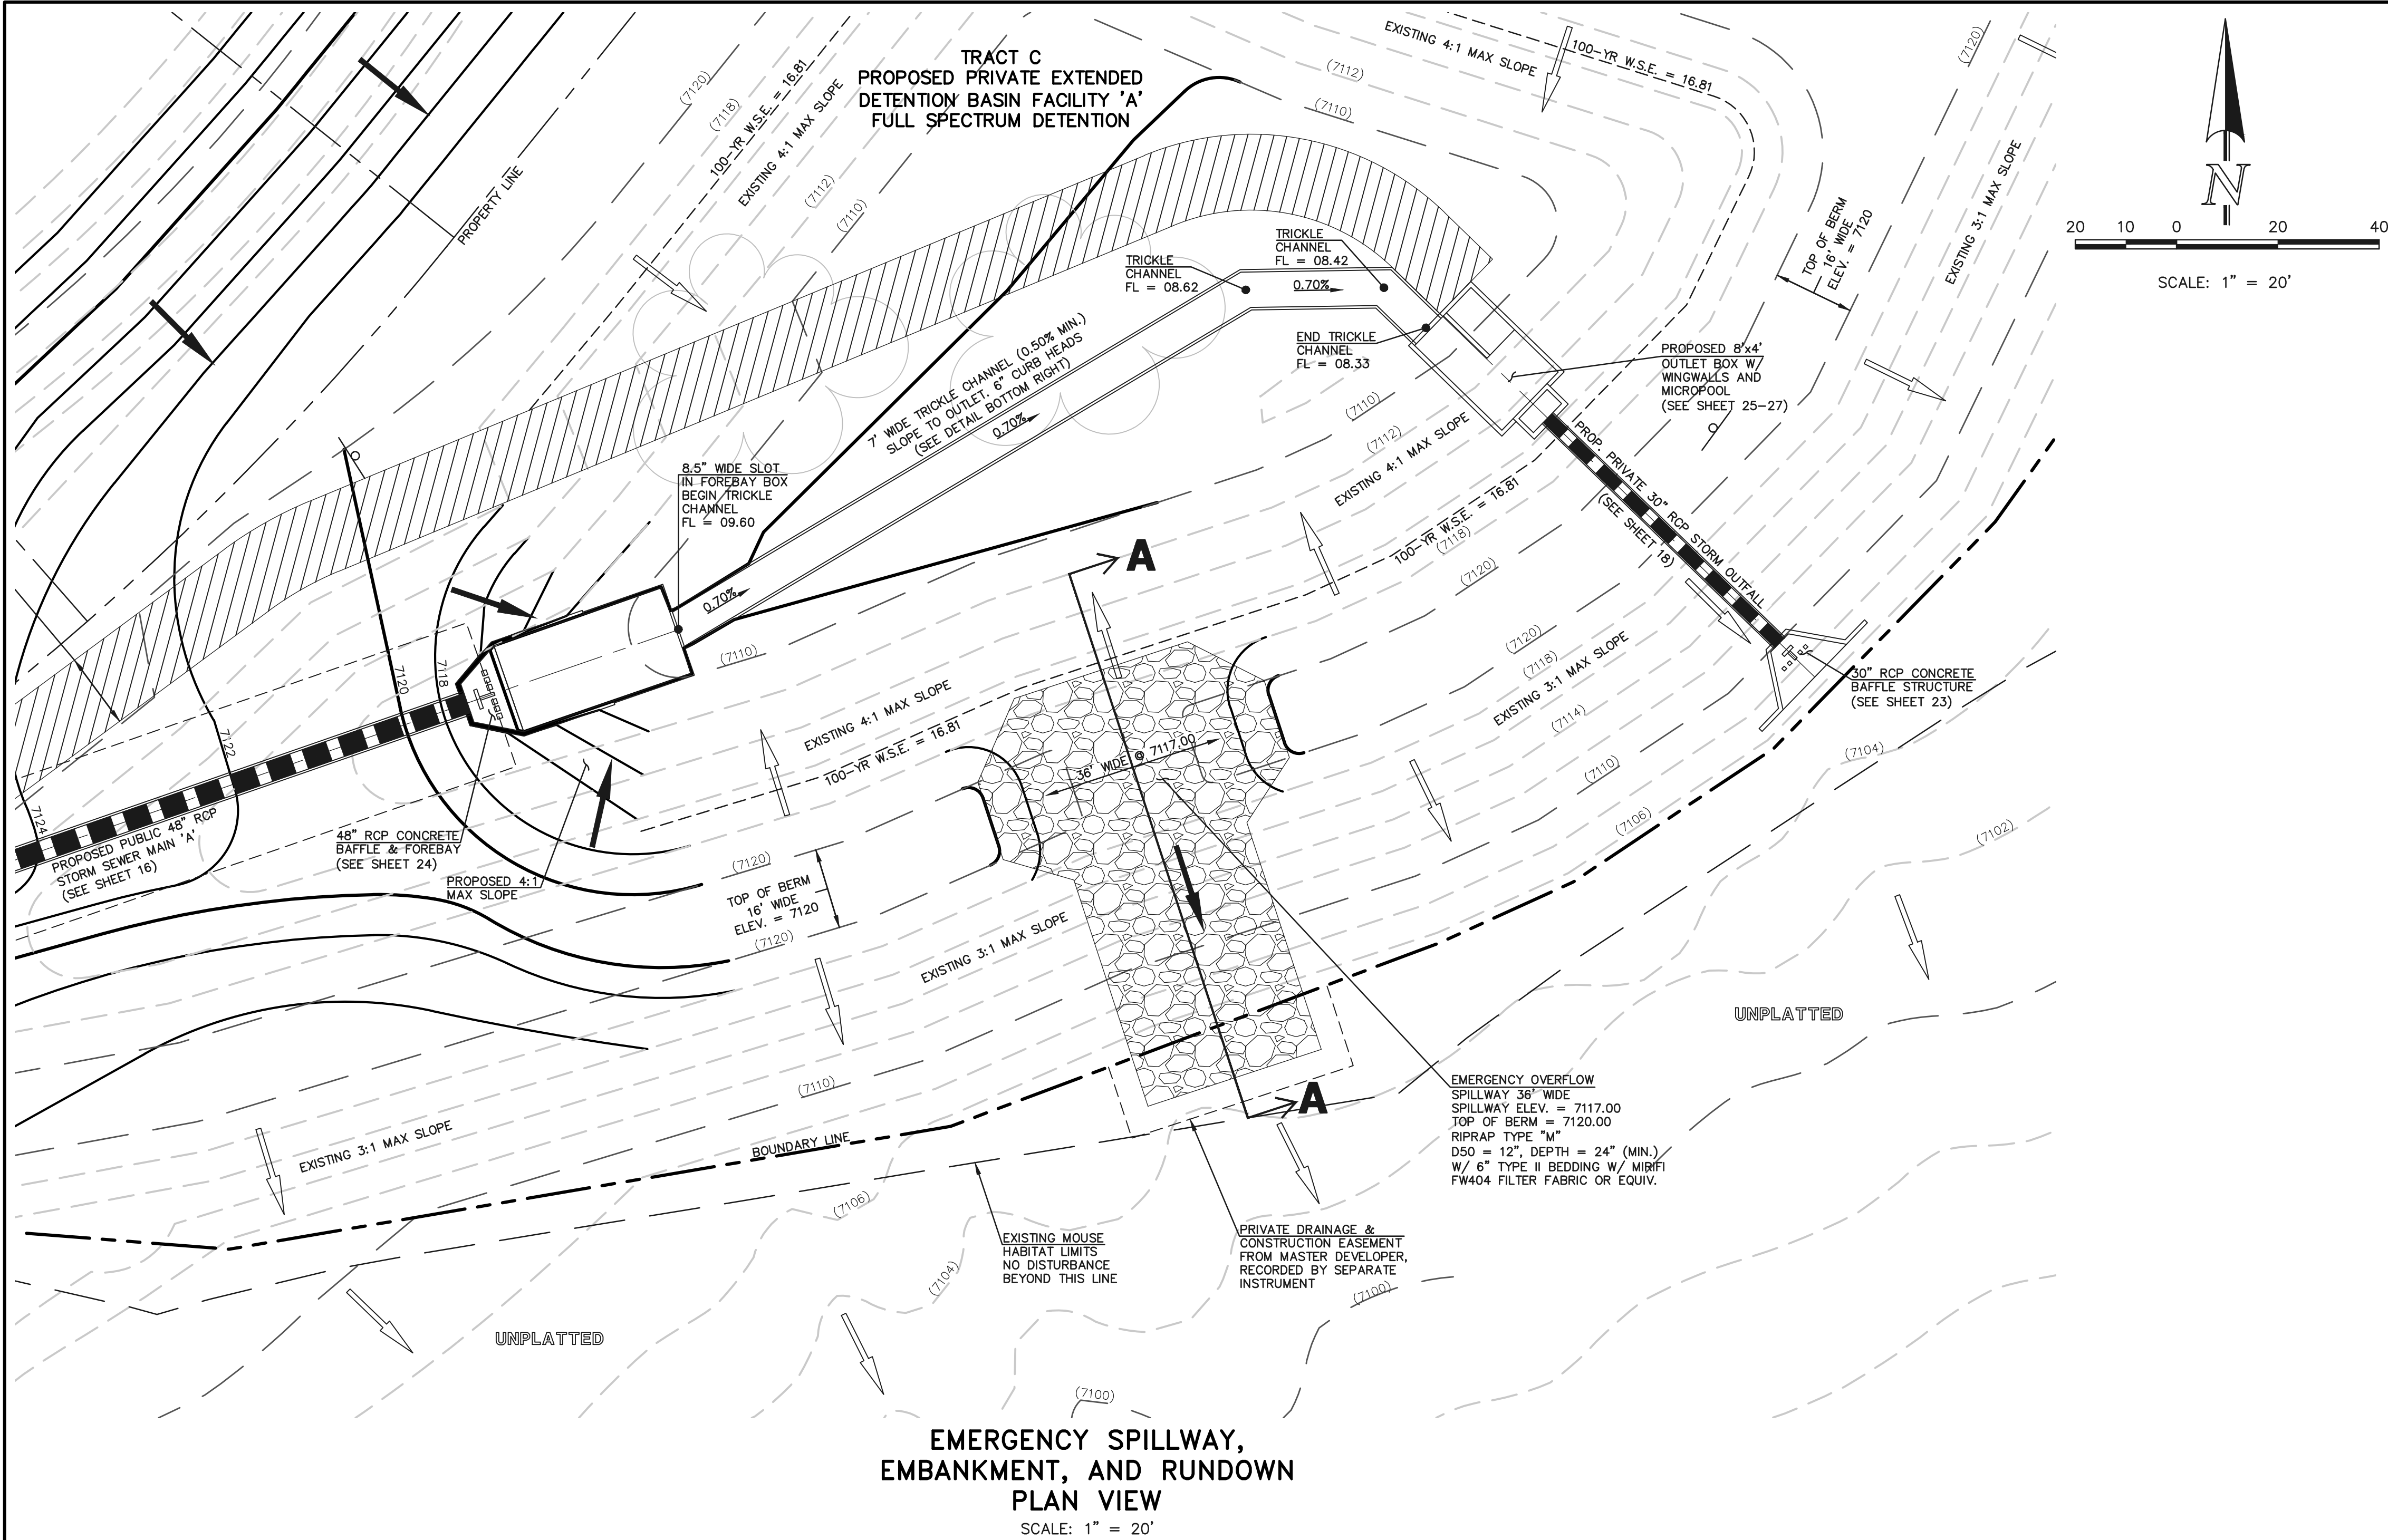 TRACT C
PROPOSED PRIVATE EXTENDED
DETENTION BASIN FACILITY 'A'
FULL SPECTRUM DETENTION
EXISTING 4:1 MAX SLOPE
100-YR W.S.E. = 16.81
(7120)
(7112)
(7110)
(7120)
(7118)
100-YR W.S.E. = 16.81
EXISTING 4:1 MAX SLOPE
(7112)
(7110)
PROPERTY LINE
EXISTING 3:1 MAX SLOPE
TOP OF BERM
16' WIDE
ELEV. = 7120
N
20 10 0 20 40
SCALE: 1" = 20'
TRICKLE
CHANNEL
FL = 08.42
TRICKLE
CHANNEL
FL = 08.62
0.70%
END TRICKLE
CHANNEL
FL = 08.33
7' WIDE TRICKLE CHANNEL (0.50% MIN.)
SLOPE TO OUTLET, 6" CURB HEADS
(SEE DETAIL BOTTOM RIGHT)
0.70%
PROPOSED 8'x4'
OUTLET BOX W/
WINGWALLS AND
MICROPOOL
(SEE SHEET 25-27)
(7110)
(7112)
EXISTING 4:1 MAX SLOPE
100-YR W.S.E. = 16.81
(7118)
(7120)
PROP. PRIVATE 30" RCP STORM OUTFALL
(SEE SHEET 18)
8.5" WIDE SLOT
IN FOREBAY BOX
BEGIN TRICKLE
CHANNEL
FL = 09.60
0.70%
A
(7110)
7120
7118
7122
7124
EXISTING 4:1 MAX SLOPE
100-YR W.S.E. = 16.81
36' WIDE @ 7117.00
(7120)
(7118)
EXISTING 3:1 MAX SLOPE
(7114)
(7110)
(7106)
30" RCP CONCRETE
BAFFLE STRUCTURE
(SEE SHEET 23)
(7104)
(7102)
PROPOSED PUBLIC 48" RCP
STORM SEWER MAIN 'A'
(SEE SHEET 16)
48" RCP CONCRETE
BAFFLE & FOREBAY
(SEE SHEET 24)
PROPOSED 4:1
MAX SLOPE
(7120)
TOP OF BERM
16' WIDE
ELEV. = 7120
(7120)
EXISTING 3:1 MAX SLOPE
UNPLATTED
(7110)
EXISTING 3:1 MAX SLOPE
BOUNDARY LINE
A
EMERGENCY OVERFLOW
SPILLWAY 36' WIDE
SPILLWAY ELEV. = 7117.00
TOP OF BERM = 7120.00
RIPRAP TYPE "M"
D50 = 12", DEPTH = 24" (MIN.)
W/ 6" TYPE II BEDDING W/ MIRIFI
FW404 FILTER FABRIC OR EQUIV.
(7106)
EXISTING MOUSE
HABITAT LIMITS
NO DISTURBANCE
BEYOND THIS LINE
PRIVATE DRAINAGE &
CONSTRUCTION EASEMENT
FROM MASTER DEVELOPER,
RECORDED BY SEPARATE
INSTRUMENT
(7104)
(7100)
UNPLATTED
(7100)
EMERGENCY SPILLWAY,
EMBANKMENT, AND RUNDOWN
PLAN VIEW
SCALE: 1" = 20'